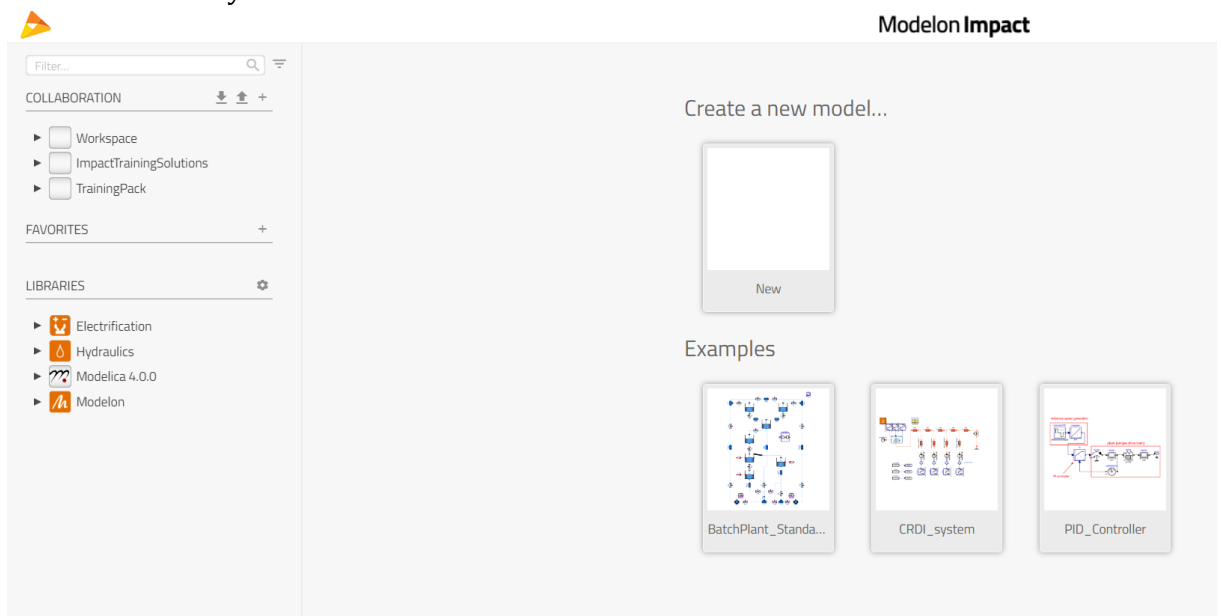 Modelon Impact
Filter...
COLLABORATION
Workspace
ImpactTrainingSolutions
TrainingPack
FAVORITES
LIBRARIES
Electrification
Hydraulics
Modelica 4.0.0
Modelon
Create a new model...
New
Examples
BatchPlant_Standa...
CRDI_system
PID_Controller